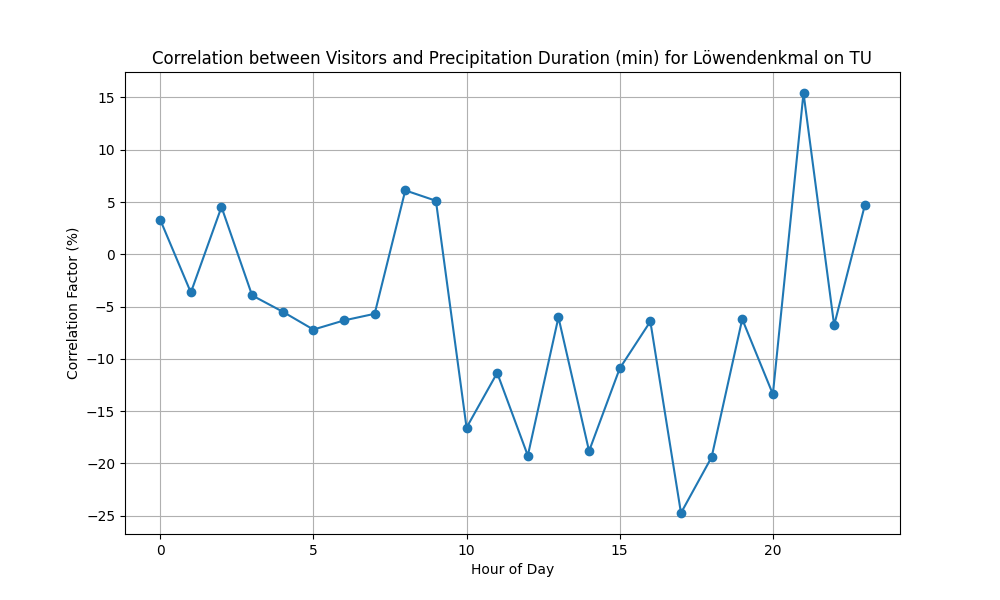 Correlation between Visitors and Precipitation Duration (min) for Löwendenkmal on TU
Correlation Factor (%)
15
10
5
0
−5
−10
−15
−20
−25
0 5 10 15 20
Hour of Day